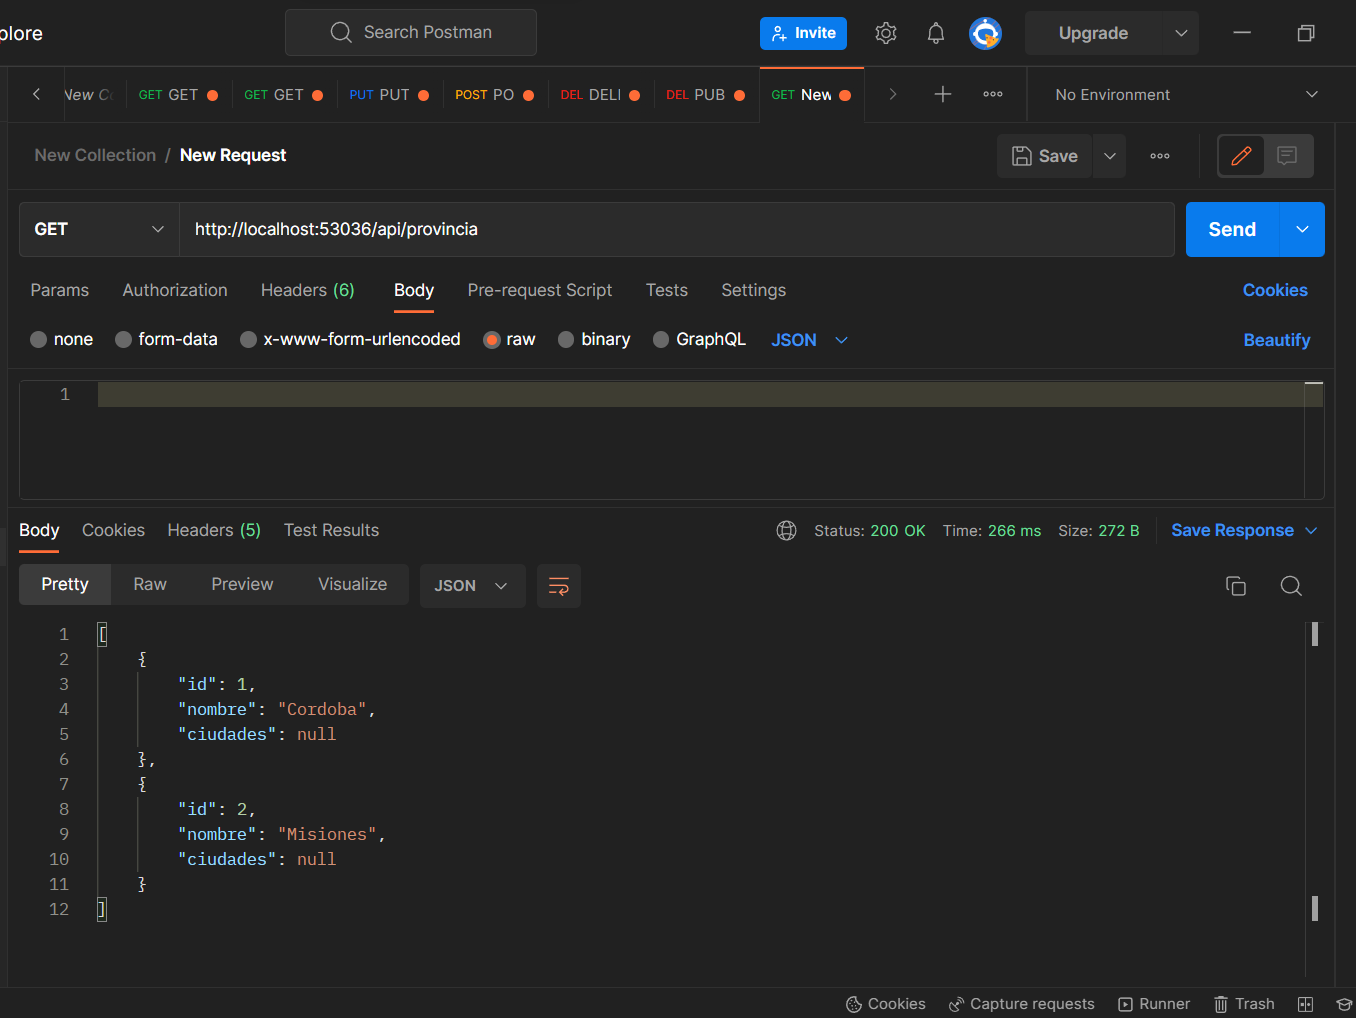 plore
Search Postman
Invite
Upgrade
New Co
GET GET
GET GET
PUT PUT
POST PO
DEL DELI
DEL PUB
GET New
No Environment
New Collection / New Request
Save
GET
http://localhost:53036/api/provincia
Send
Params Authorization Headers (6) Body Pre-request Script Tests Settings Cookies
none form-data x-www-form-urlencoded raw binary GraphQL JSON Beautify
1
Body Cookies Headers (5) Test Results Status: 200 OK Time: 266 ms Size: 272 B Save Response
Pretty Raw Preview Visualize JSON
1 [
2 {
3 "id": 1,
4 "nombre": "Cordoba",
5 "ciudades": null
6 },
7 {
8 "id": 2,
9 "nombre": "Misiones",
10 "ciudades": null
11 }
12 ]
Cookies Capture requests Runner Trash